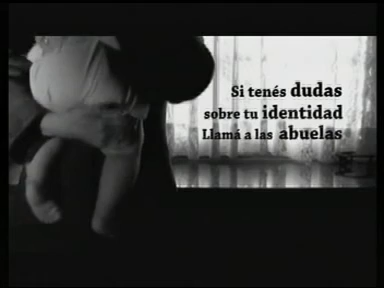 Si tenés dudas
sobre tu identidad
Llamá a las abuelas